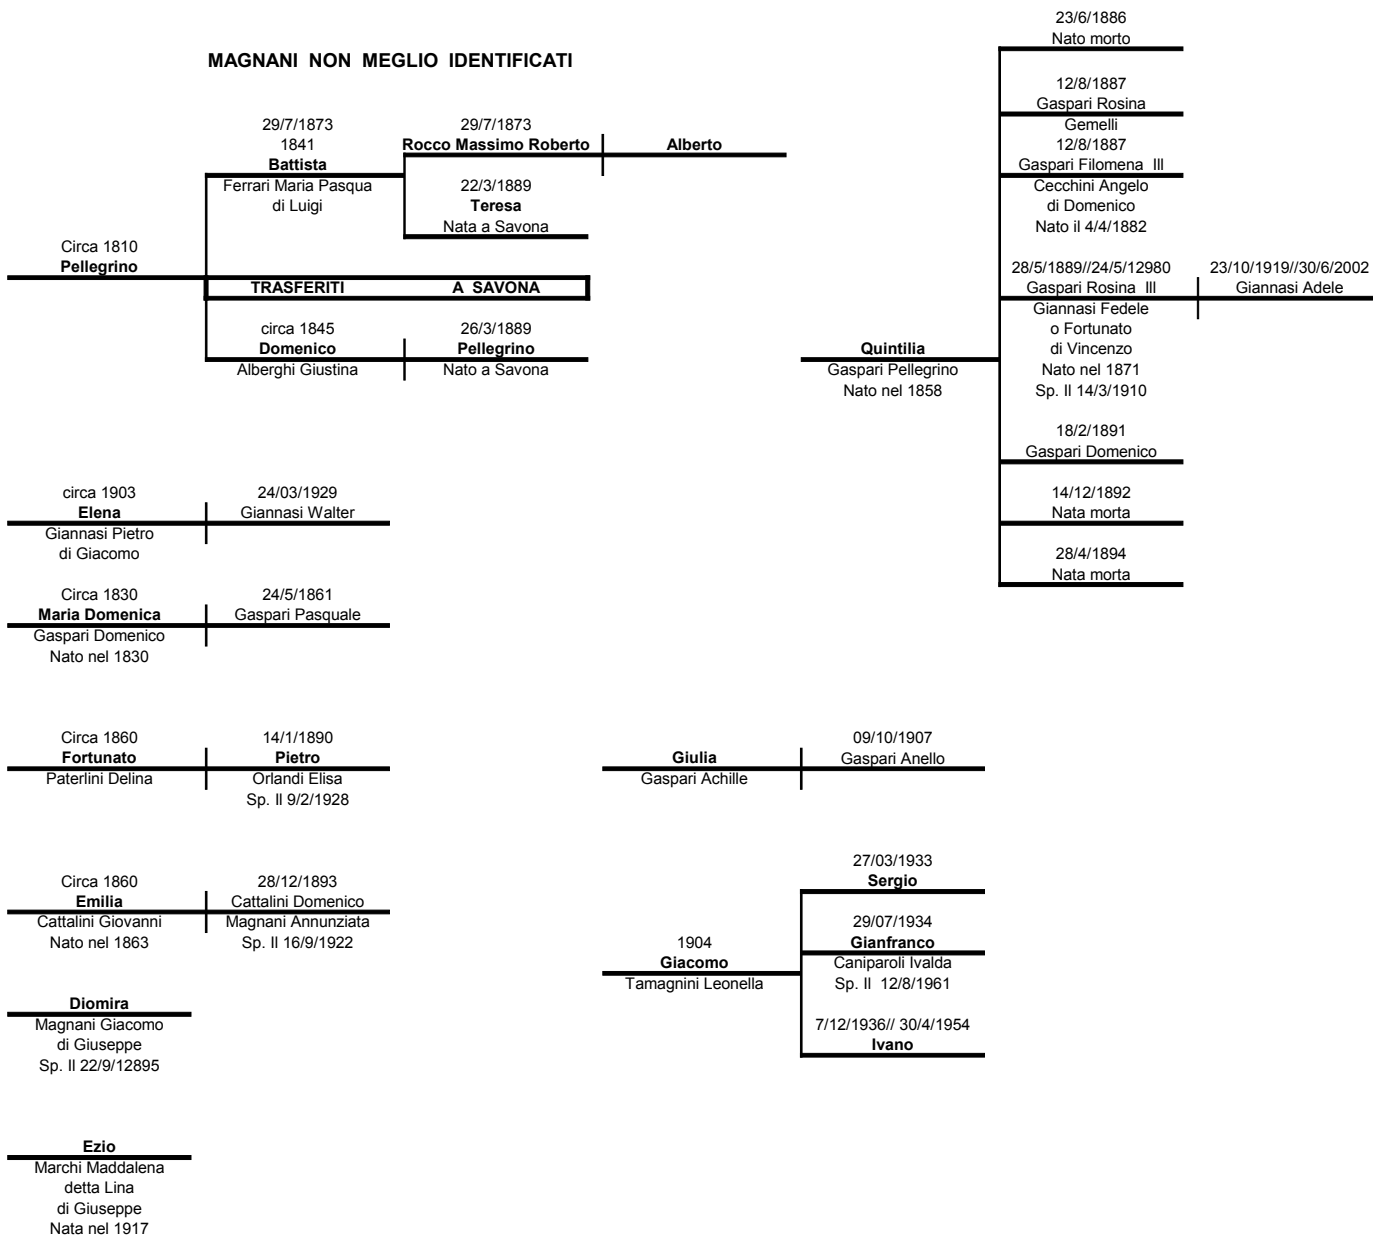 MAGNANI NON MEGLIO IDENTIFICATI
Circa 1810
Pellegrino
29/7/1873
1841
Battista
Ferrari Maria Pasqua
di Luigi
29/7/1873
Rocco Massimo Roberto
Alberto
22/3/1889
Teresa
Nata a Savona
TRASFERITI A SAVONA
circa 1845
Domenico
Alberghi Giustina
26/3/1889
Pellegrino
Nato a Savona
Quintilia
Gaspari Pellegrino
Nato nel 1858
23/6/1886
Nato morto
12/8/1887
Gaspari Rosina
Gemelli
12/8/1887
Gaspari Filomena III
Cecchini Angelo
di Domenico
Nato il 4/4/1882
28/5/1889//24/5/12980
Gaspari Rosina III
Giannasi Fedele
o Fortunato
di Vincenzo
Nato nel 1871
Sp. II 14/3/1910
23/10/1919//30/6/2002
Giannasi Adele
18/2/1891
Gaspari Domenico
14/12/1892
Nata morta
28/4/1894
Nata morta
circa 1903
Elena
Giannasi Pietro
di Giacomo
24/03/1929
Giannasi Walter
Circa 1830
Maria Domenica
Gaspari Domenico
Nato nel 1830
24/5/1861
Gaspari Pasquale
Circa 1860
Fortunato
Paterlini Delina
14/1/1890
Pietro
Orlandi Elisa
Sp. Il 9/2/1928
Giulia
Gaspari Achille
09/10/1907
Gaspari Anello
Circa 1860
Emilia
Cattalini Giovanni
Nato nel 1863
28/12/1893
Cattalini Domenico
Magnani Annunziata
Sp. Il 16/9/1922
1904
Giacomo
Tamagnini Leonella
27/03/1933
Sergio
29/07/1934
Gianfranco
Caniparoli Ivalda
Sp. Il 12/8/1961
7/12/1936// 30/4/1954
Ivano
Diomira
Magnani Giacomo
di Giuseppe
Sp. Il 22/9/12895
Ezio
Marchi Maddalena
detta Lina
di Giuseppe
Nata nel 1917